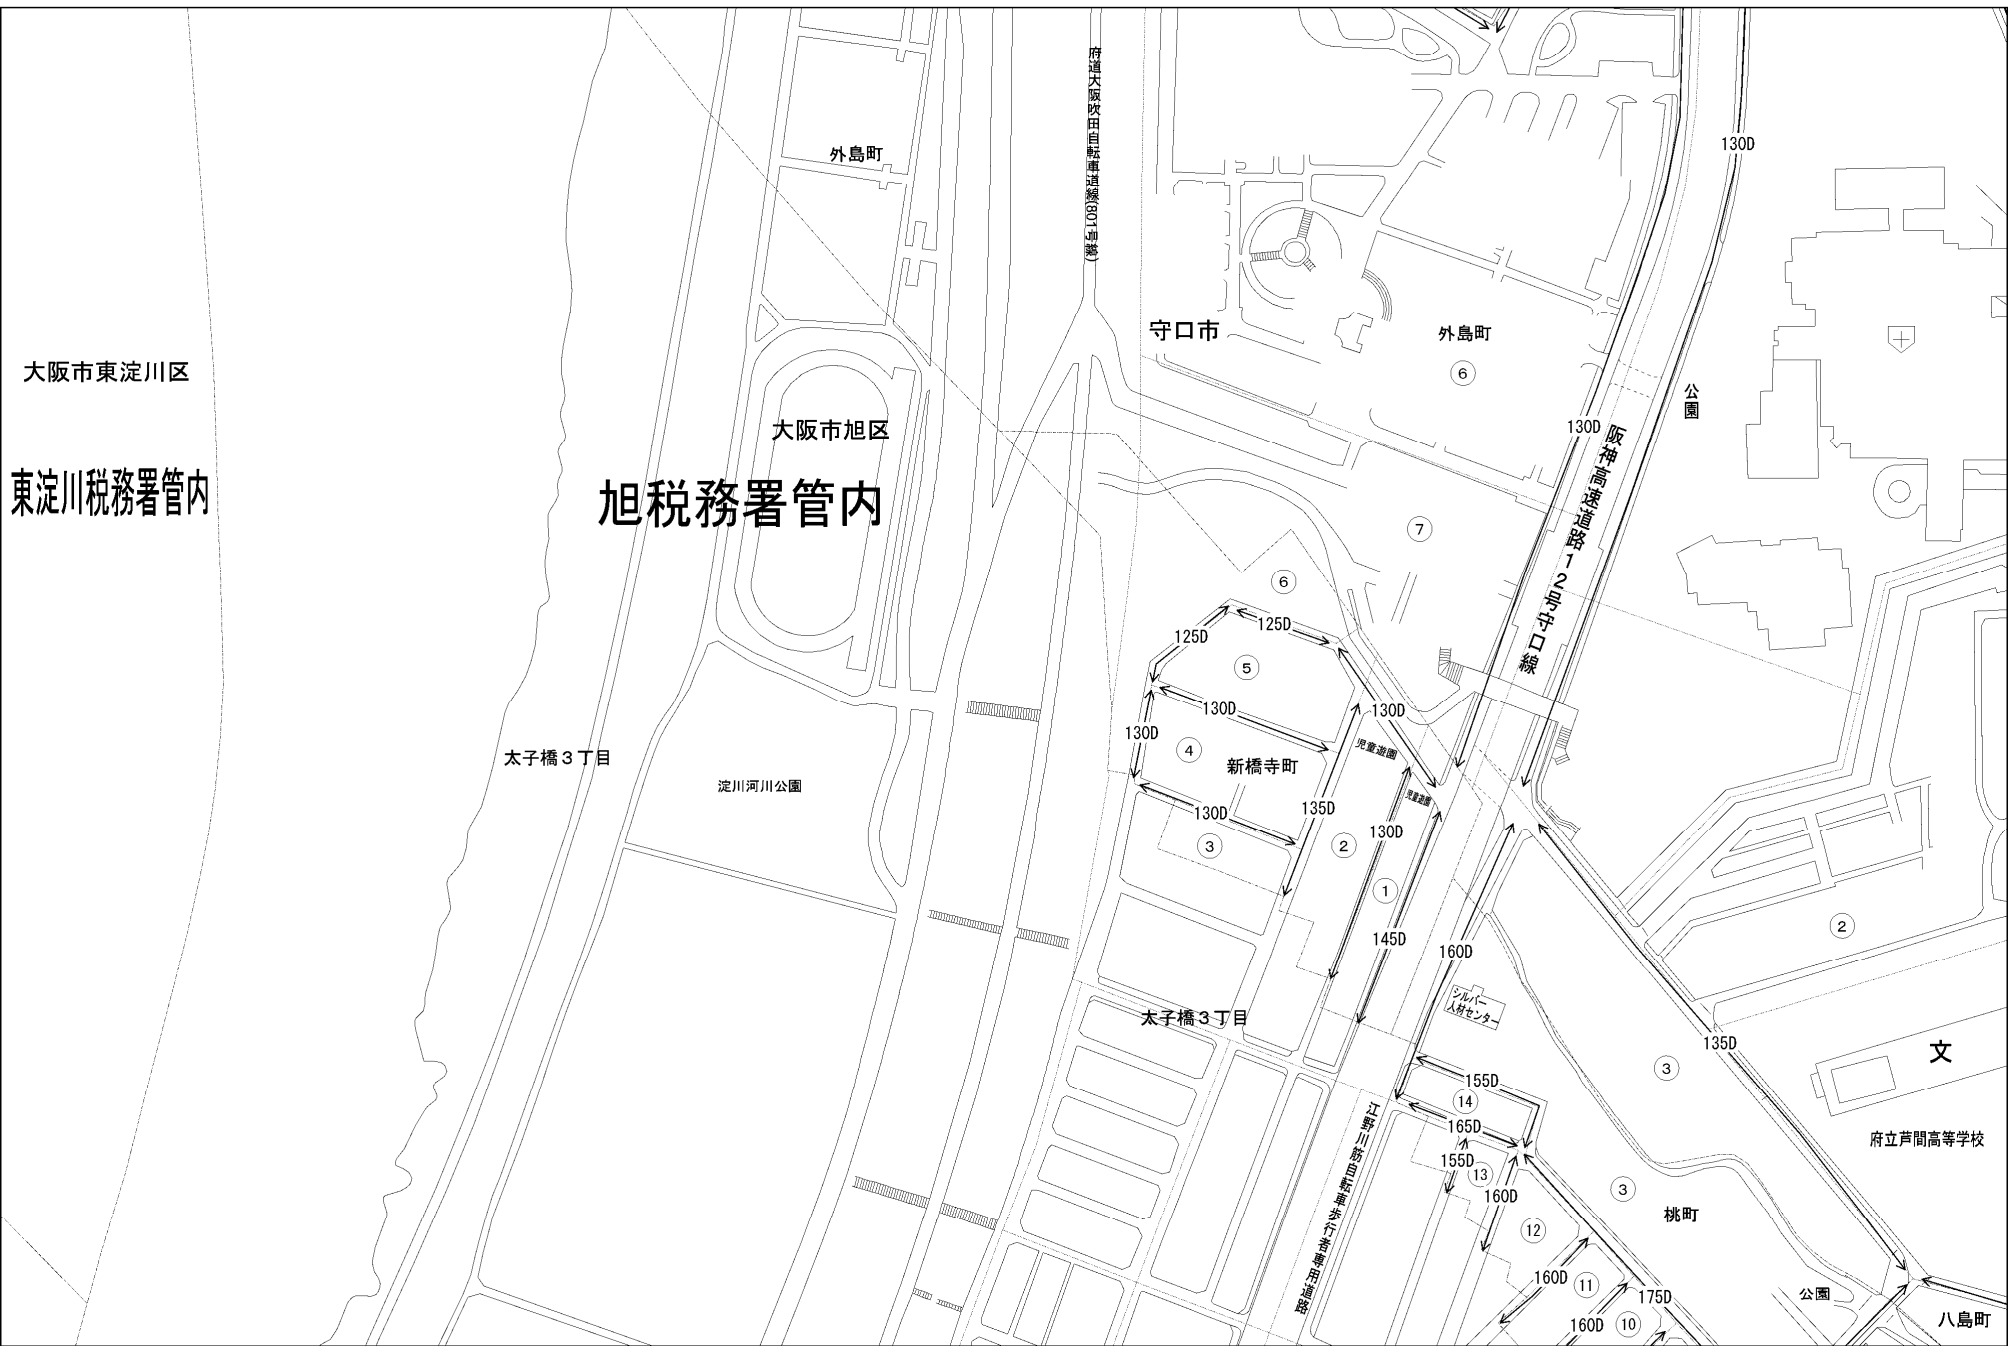 府道大阪吹田自転車道線(801号線)
130D
外島町
守口市
外島町
⑥
大阪市東淀川区
公園
大阪市旭区
130D
阪神高速道路12号守口線
東淀川税務署管内
旭税務署管内
⑦
⑥
125D
125D
⑤
130D
130D
130D
④
児童遊園
新橋寺町
太子橋3丁目
淀川河川公園
児童遊園
130D
135D
130D
③
②
①
145D
160D
②
シルバー
人材センター
太子橋3丁目
135D
文
③
155D
⑭
165D
江野川筋自転車歩行者専用道路
府立芦間高等学校
155D
⑬
160D
③
桃町
⑫
160D
⑪
175D
公園
160D
⑩
八島町